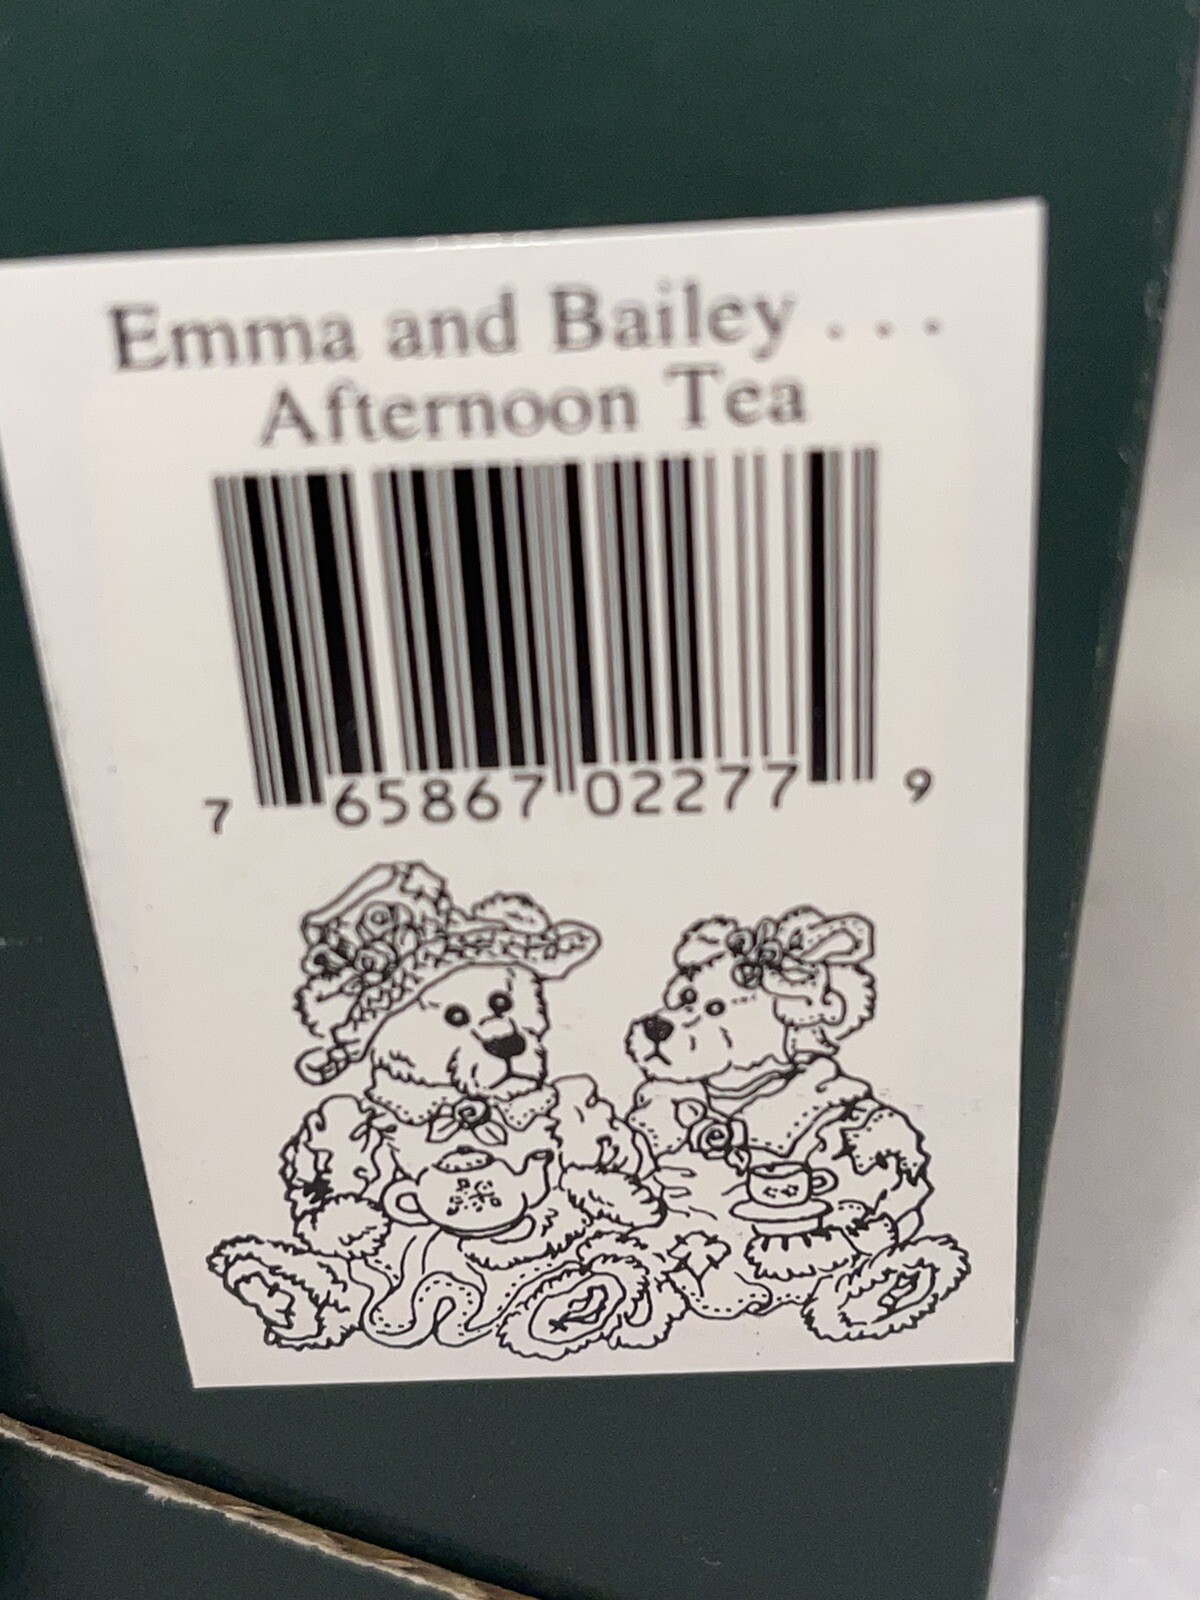 Emma and Bailey . . .
Afternoon Tea
7 65867 02277 9